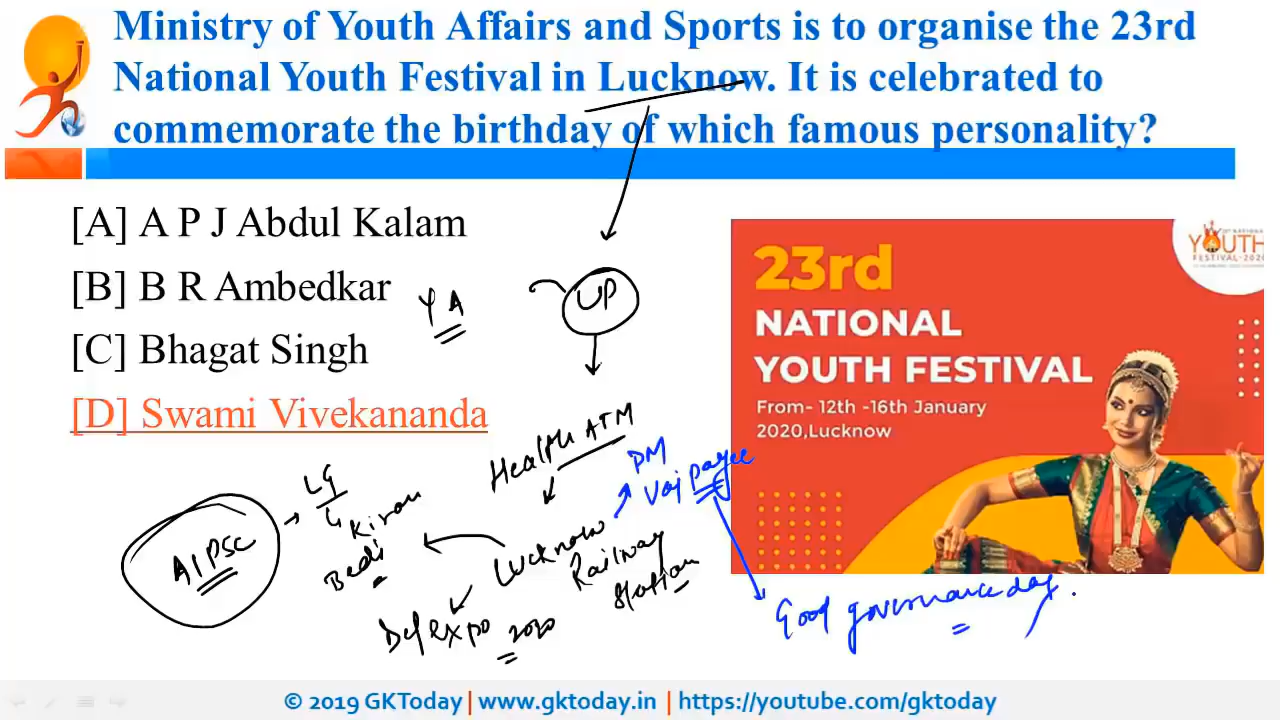 Ministry of Youth Affairs and Sports is to organise the 23rd
National Youth Festival in Lucknow. It is celebrated to
commemorate the birthday of which famous personality?
[A] A P J Abdul Kalam
[B] B R Ambedkar
[C] Bhagat Singh
[D] Swami Vivekananda
YA
UP
Health ATM
PM
Vajpayee
Lucknow
Railway
Station
LG
Kiran
Bedi
AIPSC
Defexpo
2020
Good governance day
23rd
NATIONAL
YOUTH FESTIVAL
From- 12th -16th January
2020,Lucknow
YOUTH
FESTIVAL-2020
© 2019 GKToday | www.gktoday.in | https://youtube.com/gktoday